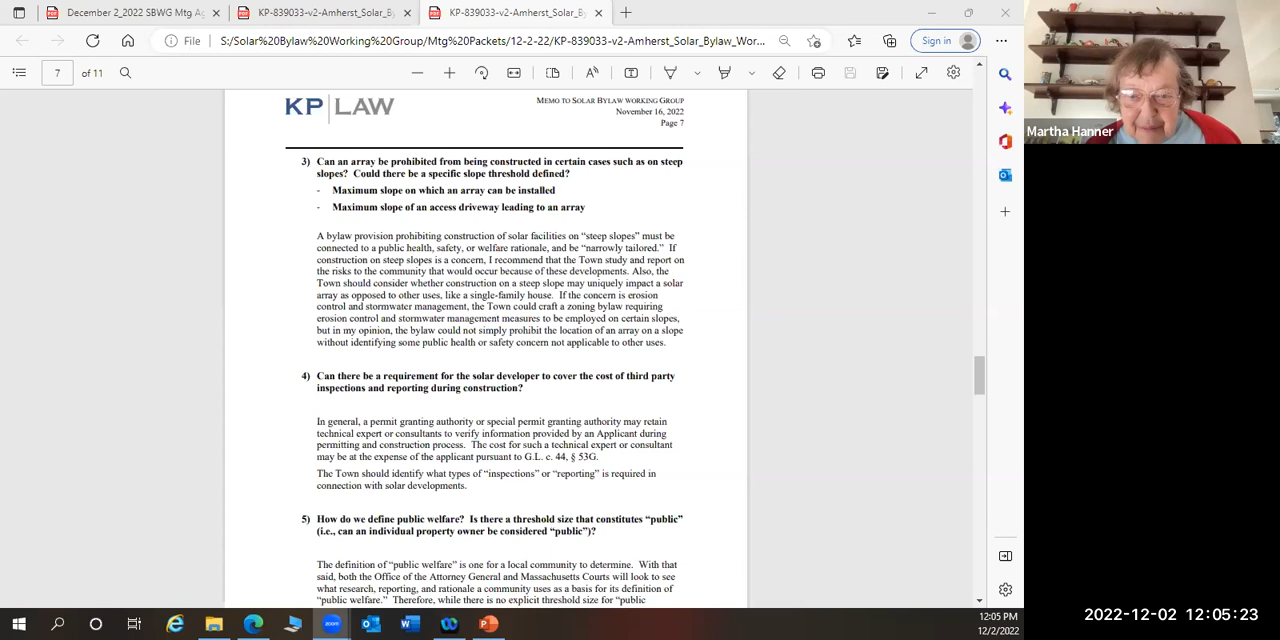 December 2_2022 SBWG Mtg Ag
KP-839033-v2-Amherst_Solar_By
KP-839033-v2-Amherst_Solar_By
File
S:/Solar%20Bylaw%20Working%20Group/Mtg%20Packets/12-2-22/KP-839033-v2-Amherst_Solar_Bylaw_Wor...
Sign in
7 of 11
KP | LAW
MEMO TO SOLAR BYLAW WORKING GROUP
November 16, 2022
Page 7
3) Can an array be prohibited from being constructed in certain cases such as on steep
slopes? Could there be a specific slope threshold defined?
- Maximum slope on which an array can be installed
- Maximum slope of an access driveway leading to an array
A bylaw provision prohibiting construction of solar facilities on “steep slopes” must be
connected to a public health, safety, or welfare rationale, and be “narrowly tailored.” If
construction on steep slopes is a concern, I recommend that the Town study and report on
the risks to the community that would occur because of these developments. Also, the
Town should consider whether construction on a steep slope may uniquely impact a solar
array as opposed to other uses, like a single-family house. If the concern is erosion
control and stormwater management, the Town could craft a zoning bylaw requiring
erosion control and stormwater management measures to be employed on certain slopes,
but in my opinion, the bylaw could not simply prohibit the location of an array on a slope
without identifying some public health or safety concern not applicable to other uses.
4) Can there be a requirement for the solar developer to cover the cost of third party
inspections and reporting during construction?
In general, a permit granting authority or special permit granting authority may retain
technical expert or consultants to verify information provided by an Applicant during
permitting and construction process. The cost for such a technical expert or consultant
may be at the expense of the applicant pursuant to G.L. c. 44, § 53G.
The Town should identify what types of “inspections” or “reporting” is required in
connection with solar developments.
5) How do we define public welfare? Is there a threshold size that constitutes “public”
(i.e., can an individual property owner be considered “public”)?
The definition of “public welfare” is one for a local community to determine. With that
said, both the Office of the Attorney General and Massachusetts Courts will look to see
what research, reporting, and rationale a community uses as a basis for its definition of
“public welfare.” Therefore, while there is no explicit threshold size for “public
Martha Hanner
zoom
12:05 PM
12/2/2022
2022-12-02 12:05:23